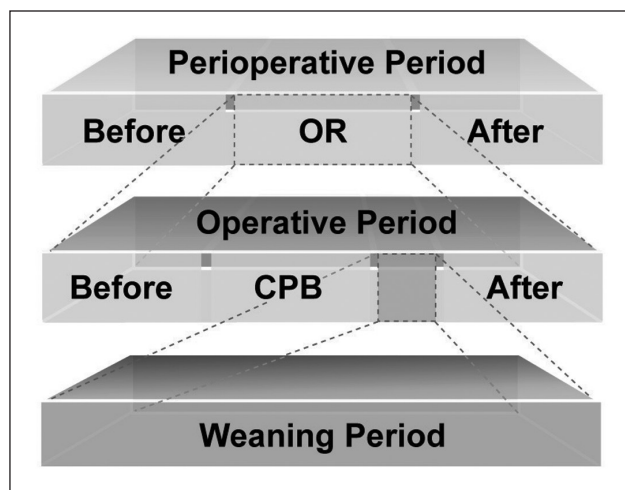 Perioperative Period
Before OR After
Operative Period
Before CPB After
Weaning Period